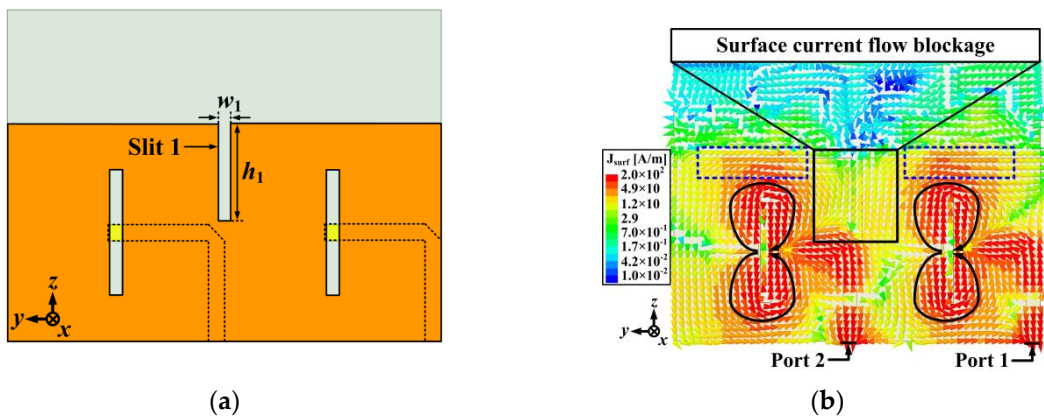 w1
Slit 1
h1
z
y
x
(a)
Surface current flow blockage
Jsurf [A/m]
2.0×10²
4.9×10
1.2×10
2.9
7.0×10⁻¹
1.7×10⁻¹
4.2×10⁻²
1.0×10⁻²
z
y
x
Port 2
Port 1
(b)